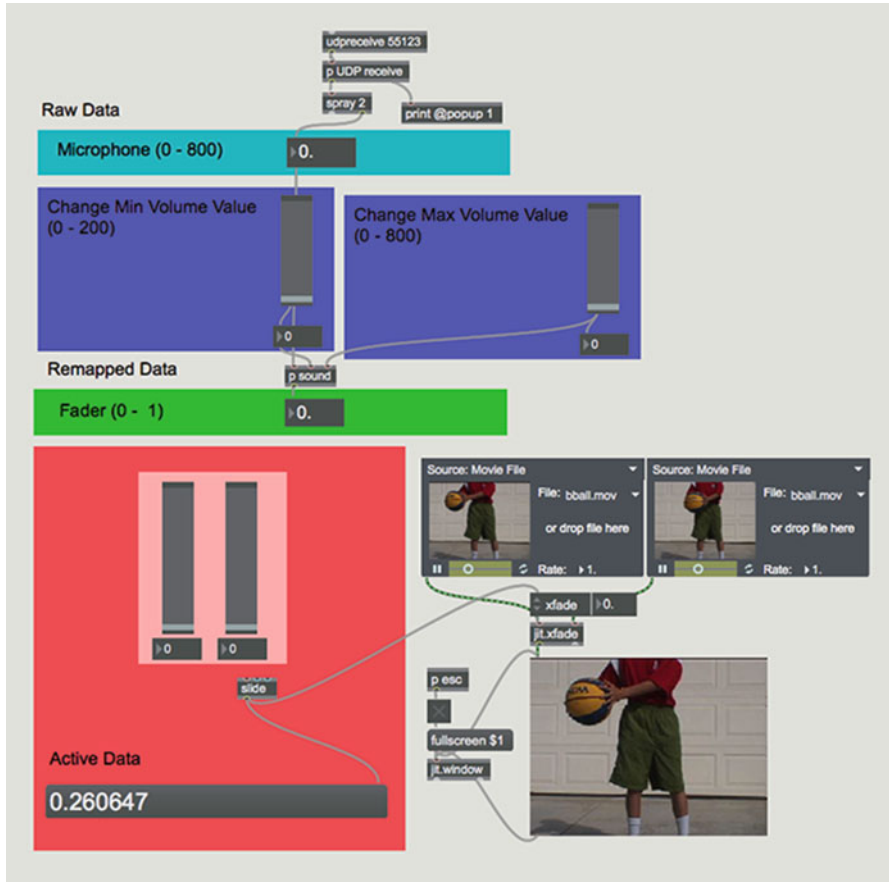 udpreceive 55123
p UDP receive
spray 2
print @popup 1
Raw Data
Microphone (0 - 800)
0.
Change Min Volume Value
(0 - 200)
Change Max Volume Value
(0 - 800)
0
0
Remapped Data
p sound
Fader (0 - 1)
0.
Source: Movie File
File: bball.mov
or drop file here
Rate: 1.
Source: Movie File
File: bball.mov
or drop file here
Rate: 1.
xfade
0.
jit.xfade
0
0
slide
p esc
fullscreen $1
jit.window
Active Data
0.260647